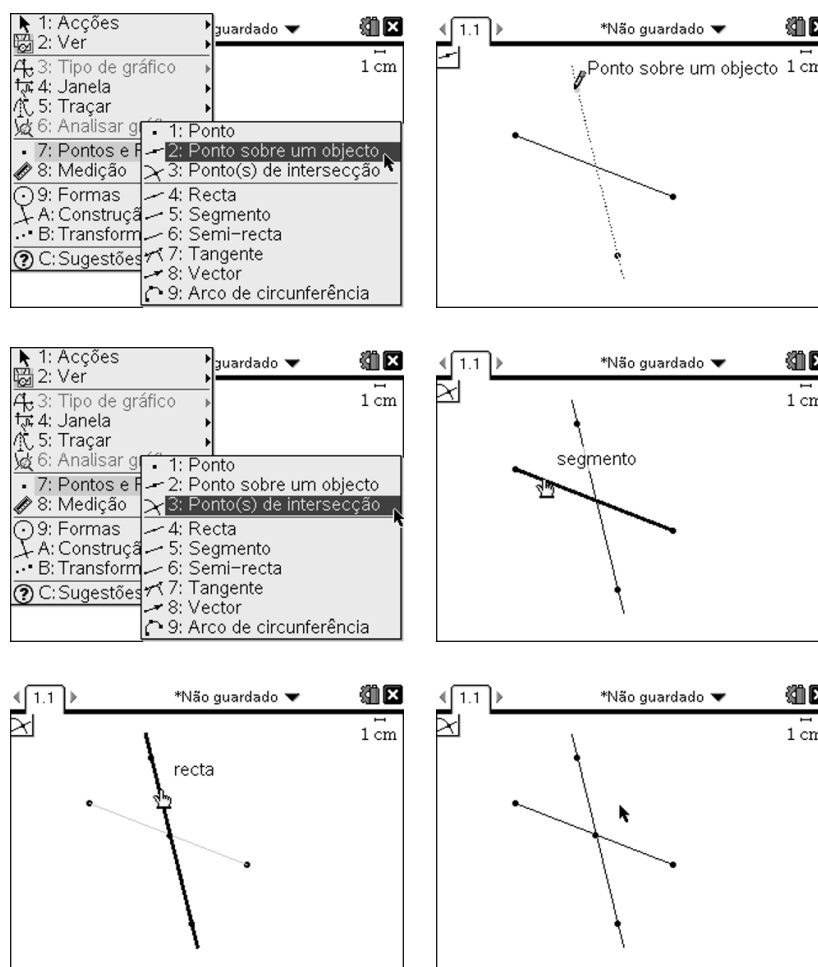 1: Acções
2: Ver
3: Tipo de gráfico
4: Janela
5: Traçar
6: Analisar gr
7: Pontos e R
8: Medição
9: Formas
A: Construçã
B: Transform
C: Sugestões
guardado
1 cm
1: Ponto
2: Ponto sobre um objecto
3: Ponto(s) de intersecção
4: Recta
5: Segmento
6: Semi-recta
7: Tangente
8: Vector
9: Arco de circunferência
1.1
*Não guardado
Ponto sobre um objecto
1 cm
1: Acções
2: Ver
3: Tipo de gráfico
4: Janela
5: Traçar
6: Analisar gr
7: Pontos e R
8: Medição
9: Formas
A: Construçã
B: Transform
C: Sugestões
guardado
1 cm
1: Ponto
2: Ponto sobre um objecto
3: Ponto(s) de intersecção
4: Recta
5: Segmento
6: Semi-recta
7: Tangente
8: Vector
9: Arco de circunferência
1.1
*Não guardado
1 cm
segmento
1.1
*Não guardado
1 cm
recta
1.1
*Não guardado
1 cm